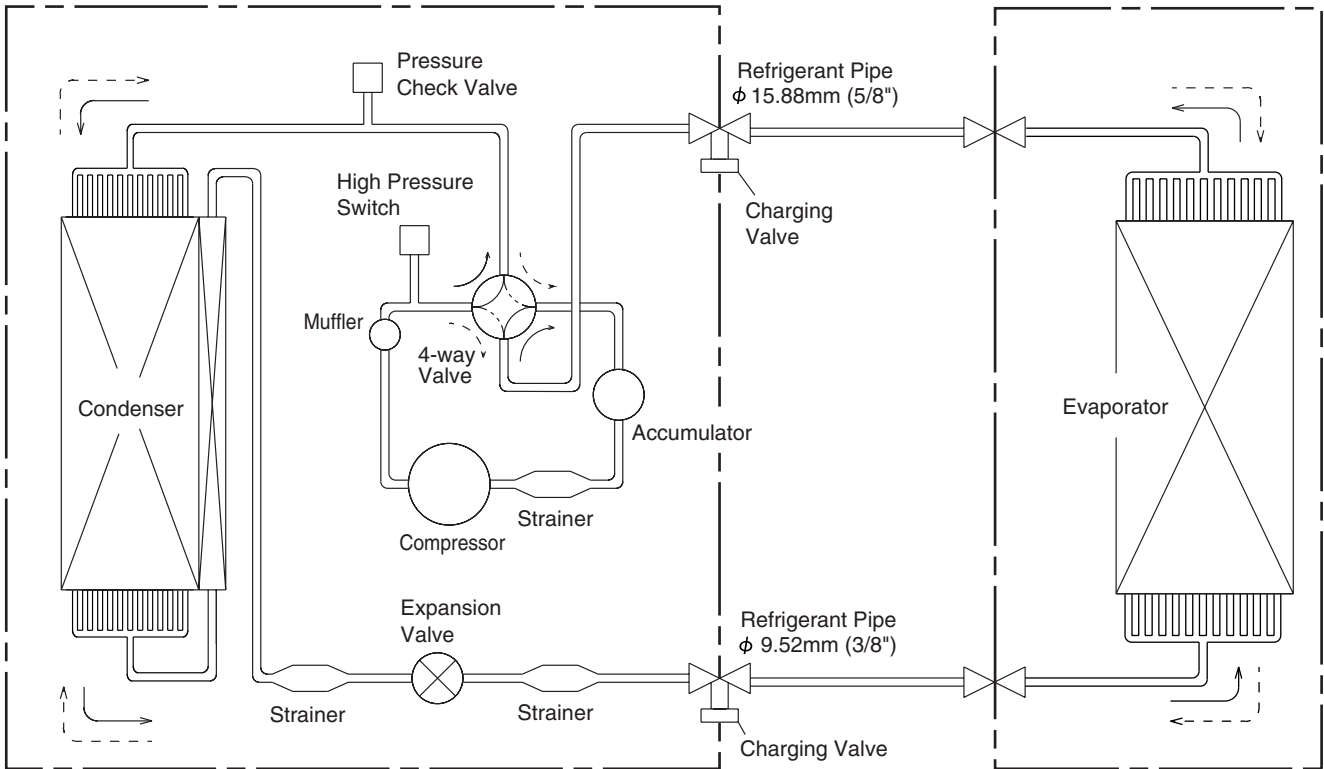 Pressure
Check Valve
Refrigerant Pipe
ϕ 15.88mm (5/8")
High Pressure
Switch
Charging
Valve
Muffler
4-way
Valve
Condenser
Evaporator
Accumulator
Strainer
Compressor
Expansion
Valve
Refrigerant Pipe
ϕ 9.52mm (3/8")
Strainer
Strainer
Charging Valve